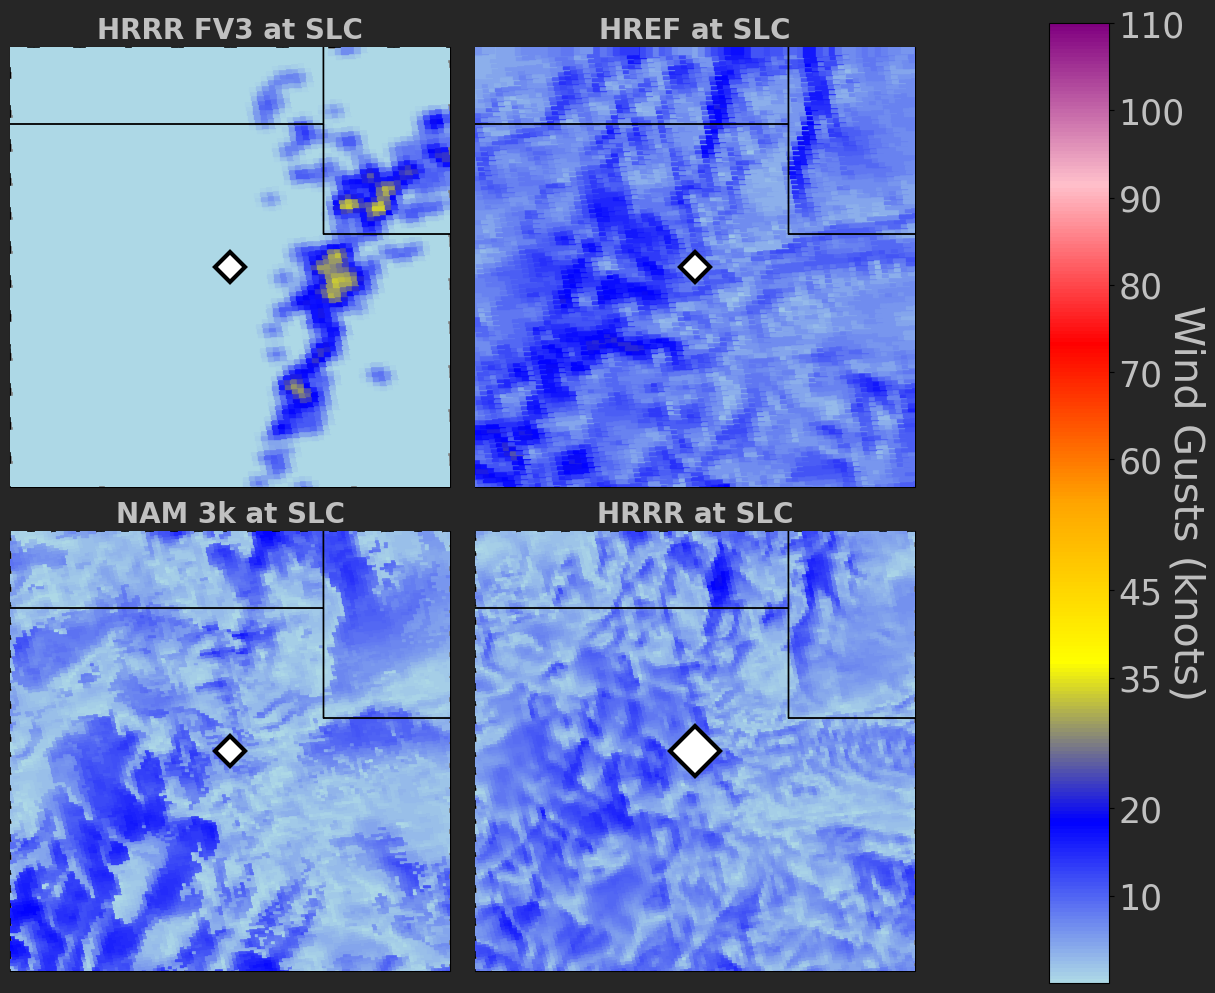 HRRR FV3 at SLC
HREF at SLC
NAM 3k at SLC
HRRR at SLC
110
100
90
80
70
60
45
35
20
10
Wind Gusts (knots)